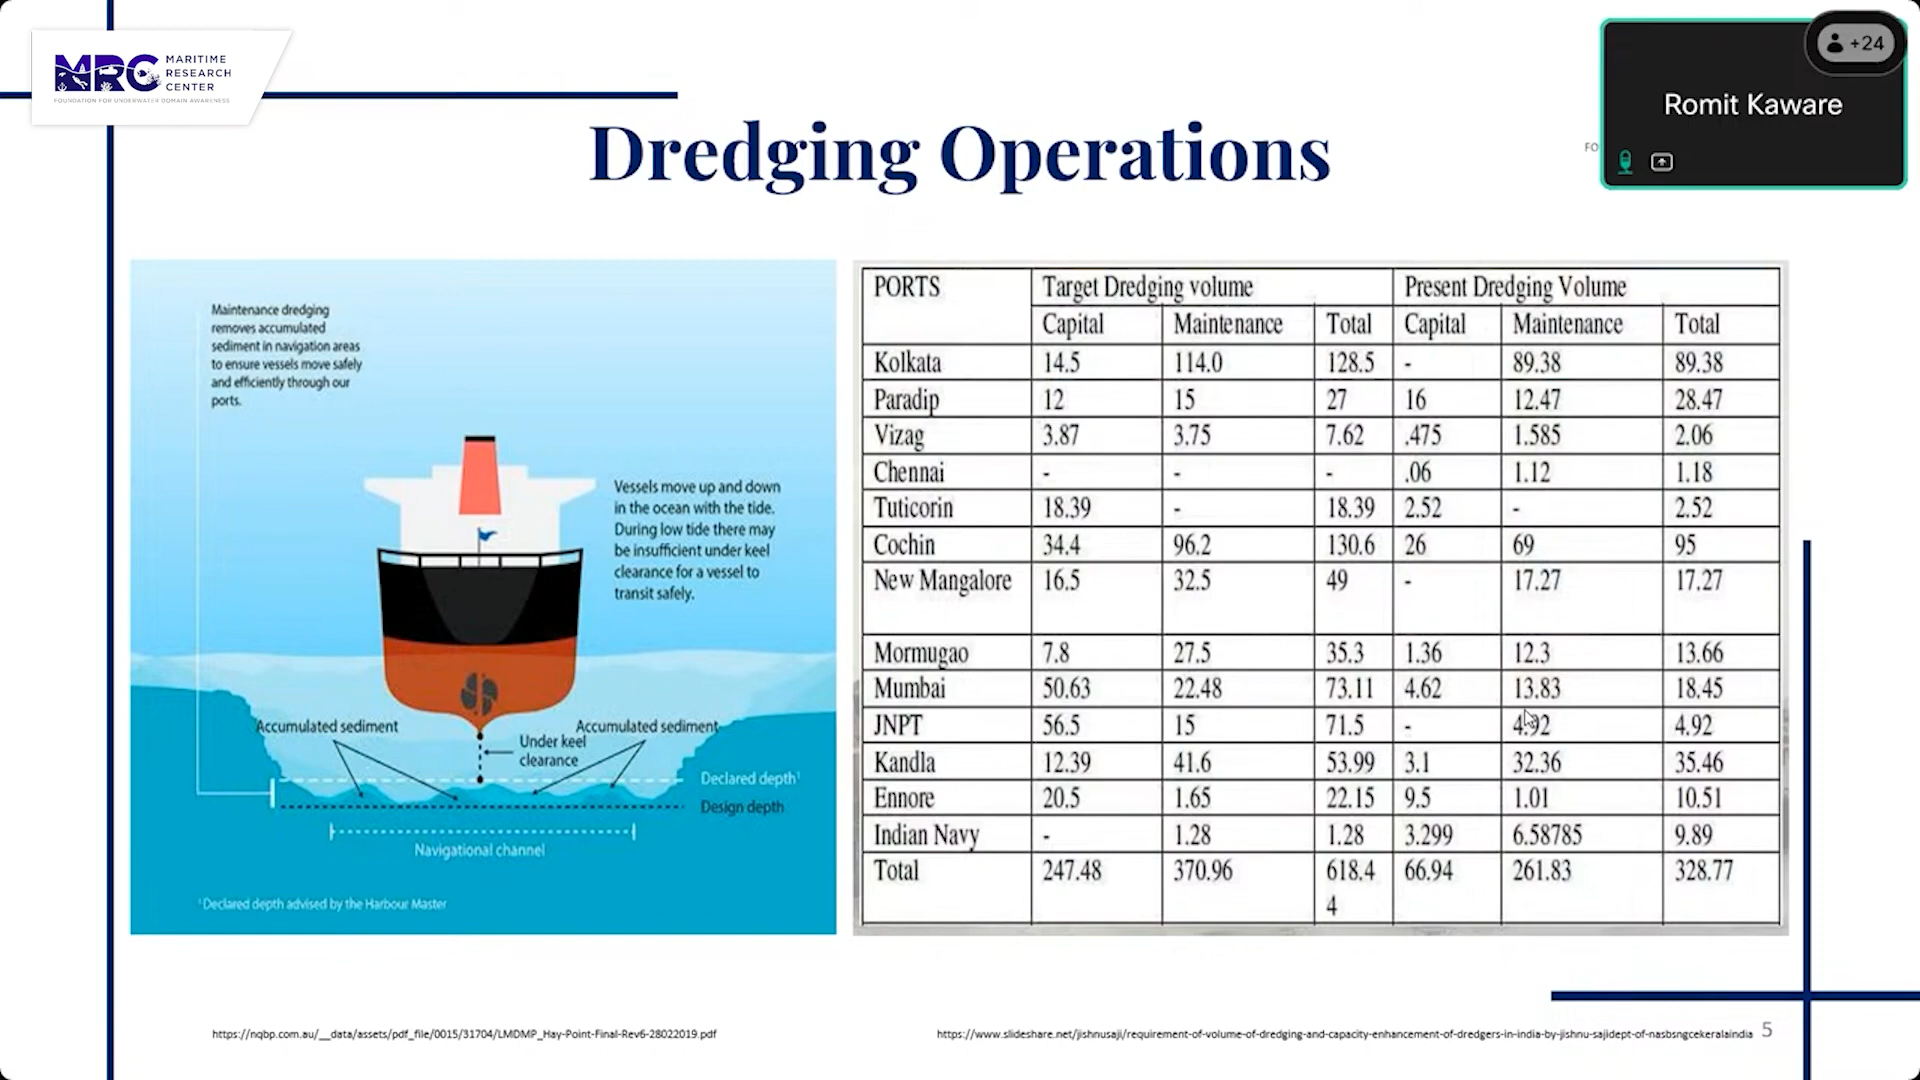 MRC
MARITIME
RESEARCH
CENTER
FOUNDATION FOR UNDERWATER DOMAIN AWARENESS
+24
Romit Kaware
FO
Dredging Operations
Maintenance dredging
removes accumulated
sediment in navigation areas
to ensure vessels move safely
and efficiently through our
ports.
Vessels move up and down
in the ocean with the tide.
During low tide there may
be insufficient under keel
clearance for a vessel to
transit safely.
Accumulated sediment
Accumulated sediment
Under keel
clearance
Declared depth¹
Design depth
Navigational channel
¹Declared depth advised by the Harbour Master
PORTS Target Dredging volume Present Dredging Volume
Capital Maintenance Total Capital Maintenance Total
Kolkata 14.5 114.0 128.5 - 89.38 89.38
Paradip 12 15 27 16 12.47 28.47
Vizag 3.87 3.75 7.62 .475 1.585 2.06
Chennai - - - .06 1.12 1.18
Tuticorin 18.39 - 18.39 2.52 - 2.52
Cochin 34.4 96.2 130.6 26 69 95
New Mangalore 16.5 32.5 49 - 17.27 17.27
Mormugao 7.8 27.5 35.3 1.36 12.3 13.66
Mumbai 50.63 22.48 73.11 4.62 13.83 18.45
JNPT 56.5 15 71.5 - 4.92 4.92
Kandla 12.39 41.6 53.99 3.1 32.36 35.46
Ennore 20.5 1.65 22.15 9.5 1.01 10.51
Indian Navy - 1.28 1.28 3.299 6.58785 9.89
Total 247.48 370.96 618.4 66.94 261.83 328.77
4
https://nqbp.com.au/__data/assets/pdf_file/0015/31704/LMDMP_Hay-Point-Final-Rev6-28022019.pdf
https://www.slideshare.net/jishnusaji/requirement-of-volume-of-dredging-and-capacity-enhancement-of-dredgers-in-india-by-jishnu-sajidept-of-nasbsngcekeralaindia 5